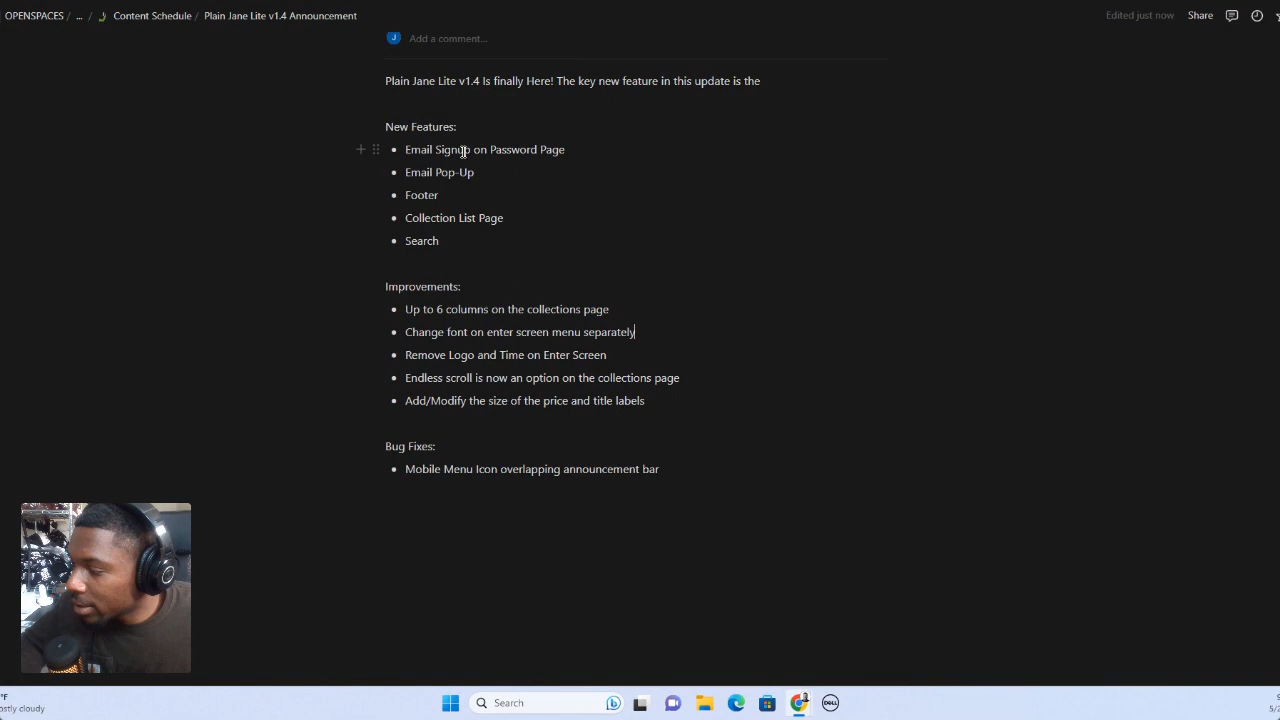 OPENSPACES / ... / Content Schedule / Plain Jane Lite v1.4 Announcement
Edited just now Share
J Add a comment...
Plain Jane Lite v1.4 Is finally Here! The key new feature in this update is the
New Features:
Email Signup on Password Page
Email Pop-Up
Footer
Collection List Page
Search
Improvements:
Up to 6 columns on the collections page
Change font on enter screen menu separately
Remove Logo and Time on Enter Screen
Endless scroll is now an option on the collections page
Add/Modify the size of the price and title labels
Bug Fixes:
Mobile Menu Icon overlapping announcement bar
°F
ostly cloudy
Search
DELL
5/2